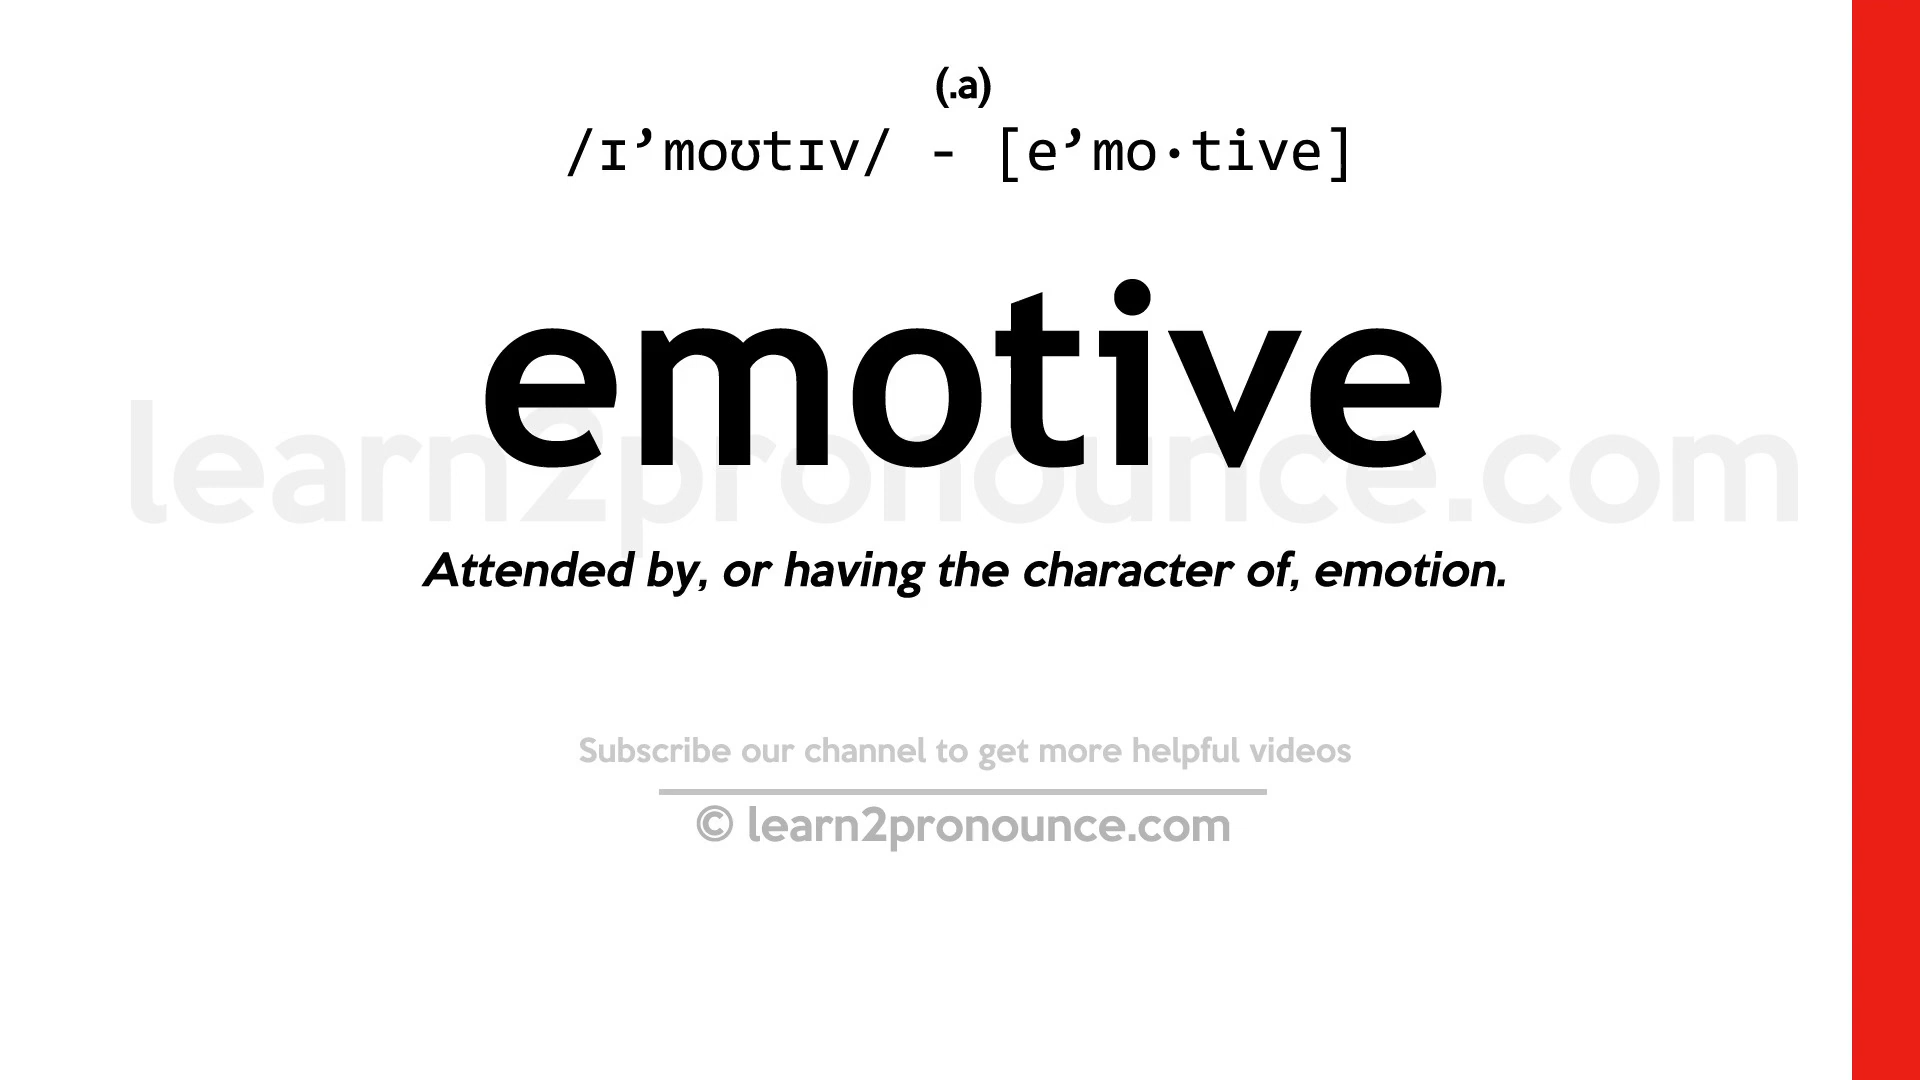 (.a)
/ɪ’moʊtɪv/ - [e’mo·tive]
emotive
learn2pronounce.com
Attended by, or having the character of, emotion.
Subscribe our channel to get more helpful videos
© learn2pronounce.com